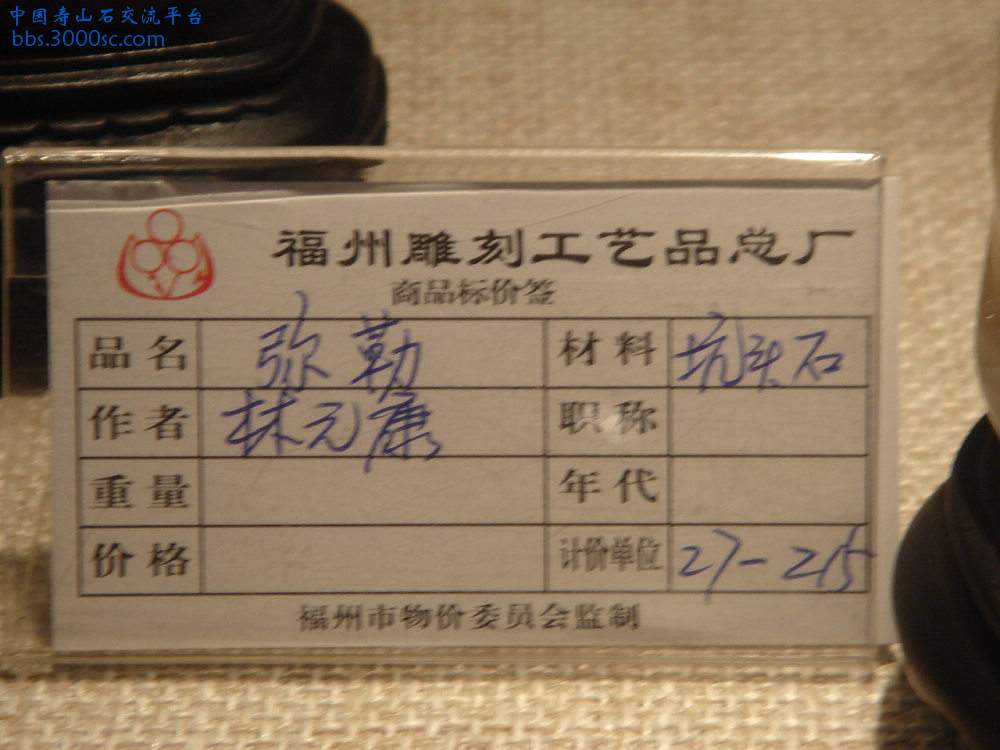 中国寿山石交流平台
bbs.3000sc.com
福州雕刻工艺品总厂
商品标价签
品名 弥勒 材料 坑头石
作者 林元康 职称
重量 年代
价格 计价单位 27-215
福州市物价委员会监制